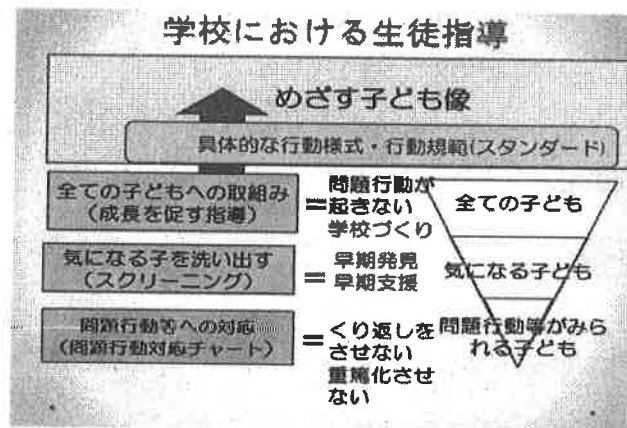 学校における生徒指導
めざす子ども像
具体的な行動様式・行動規範(スタンダード)
全ての子どもへの取組み
(成長を促す指導)
=
問題行動が
起きない
学校づくり
全ての子ども
気になる子を洗い出す
(スクリーニング)
=
早期発見
早期支援
気になる子ども
問題行動等への対応
(問題行動対応チャート)
=
くり返しを
させない
重篤化させ
ない
問題行動等がみら
れる子ども